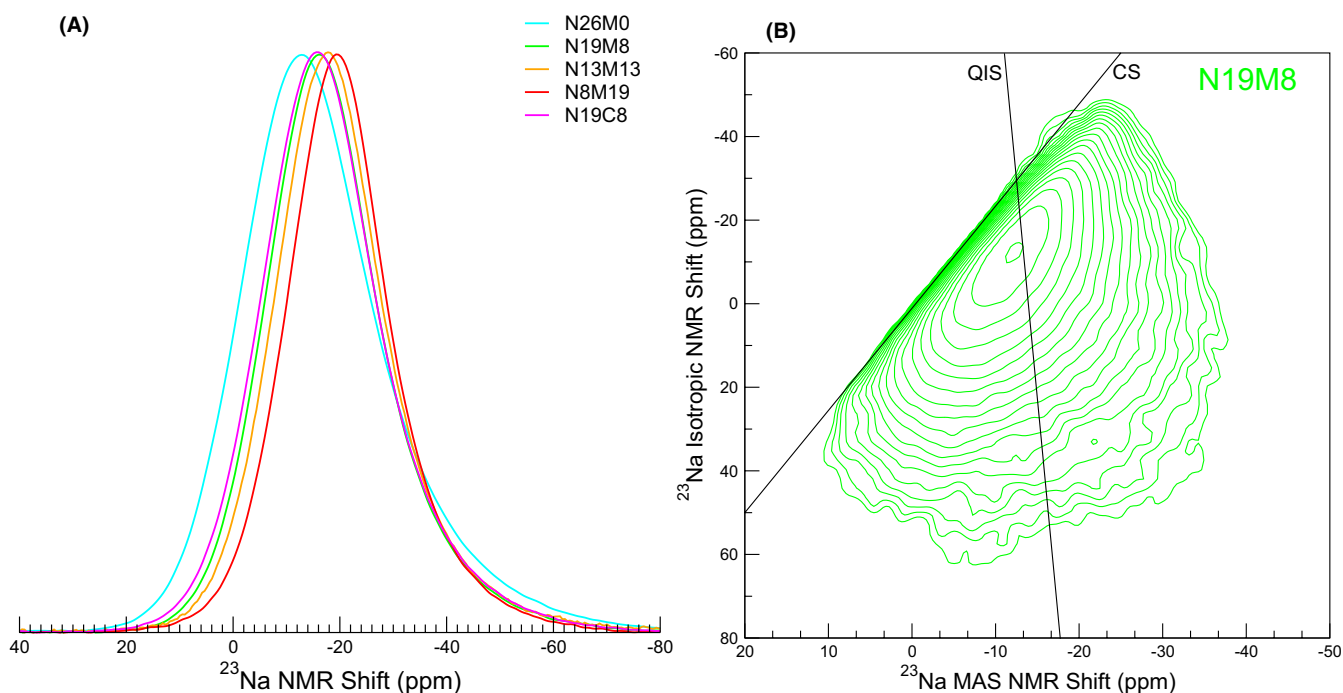 (A)
N26M0
N19M8
N13M13
N8M19
N19C8
40 20 0 -20 -40 -60 -80
²³Na NMR Shift (ppm)
(B)
N19M8
QIS CS
-60
-40
-20
0
20
40
60
80
²³Na Isotropic NMR Shift (ppm)
20 10 0 -10 -20 -30 -40 -50
²³Na MAS NMR Shift (ppm)